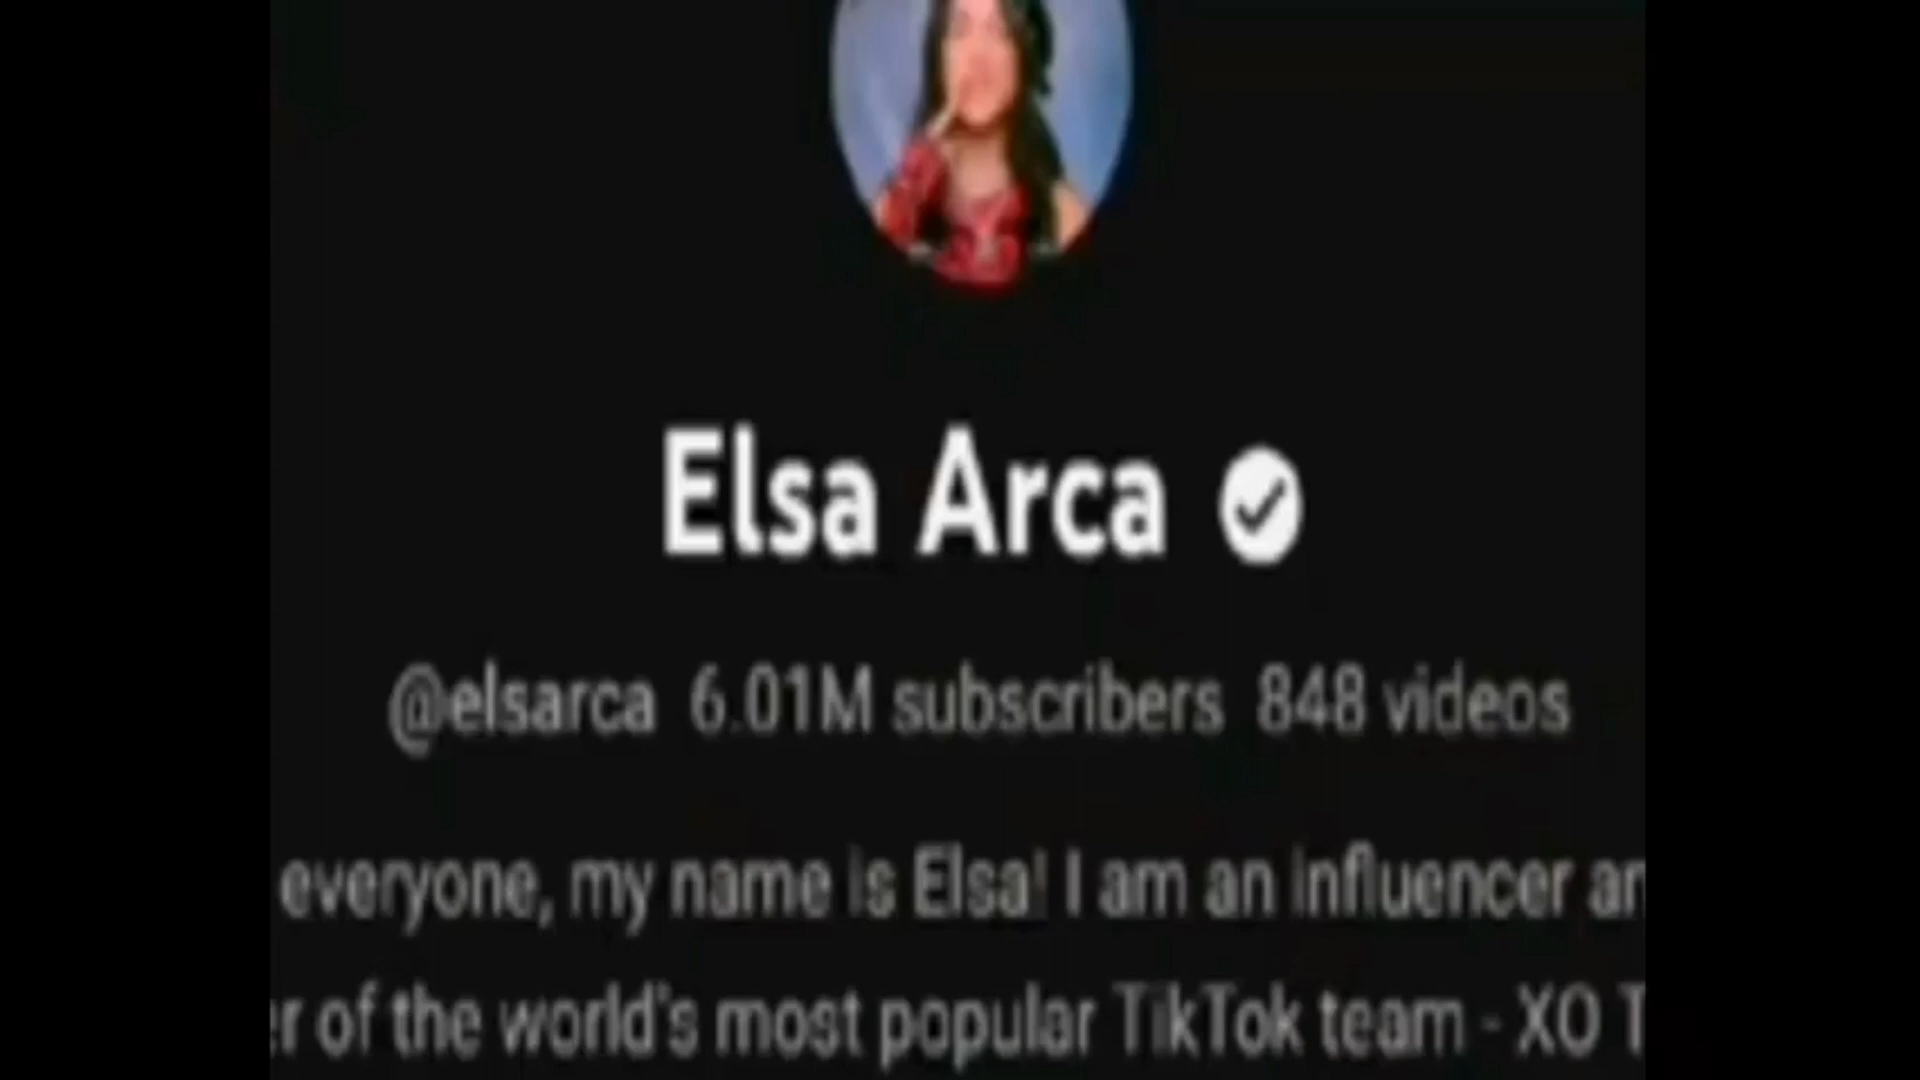 Elsa Arca
@elsarca 6.01M subscribers 848 videos
everyone, my name is Elsa! I am an influencer
of the world's most popular TikTok team - XO